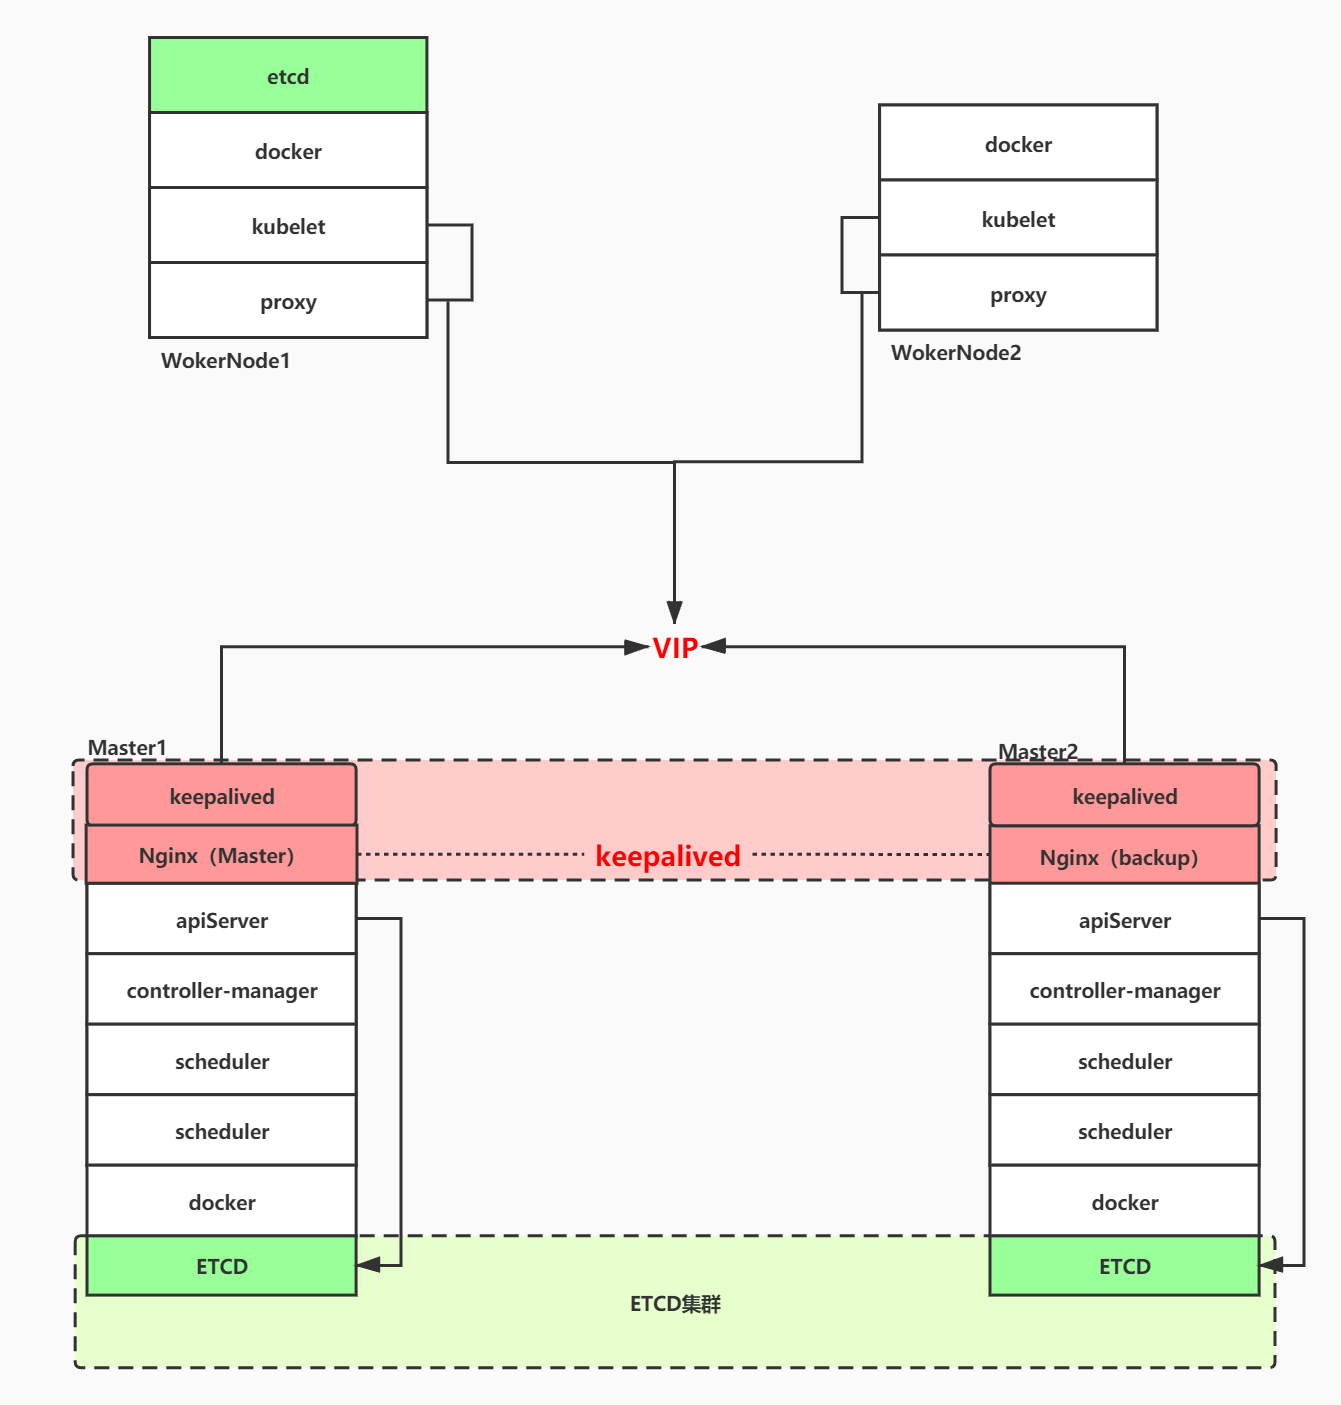 etcd
docker
kubelet
proxy
WokerNode1
docker
kubelet
proxy
WokerNode2
VIP
Master1
keepalived
Nginx（Master）
apiServer
controller-manager
scheduler
scheduler
docker
ETCD
keepalived
Master2
keepalived
Nginx（backup）
apiServer
controller-manager
scheduler
scheduler
docker
ETCD
ETCD集群